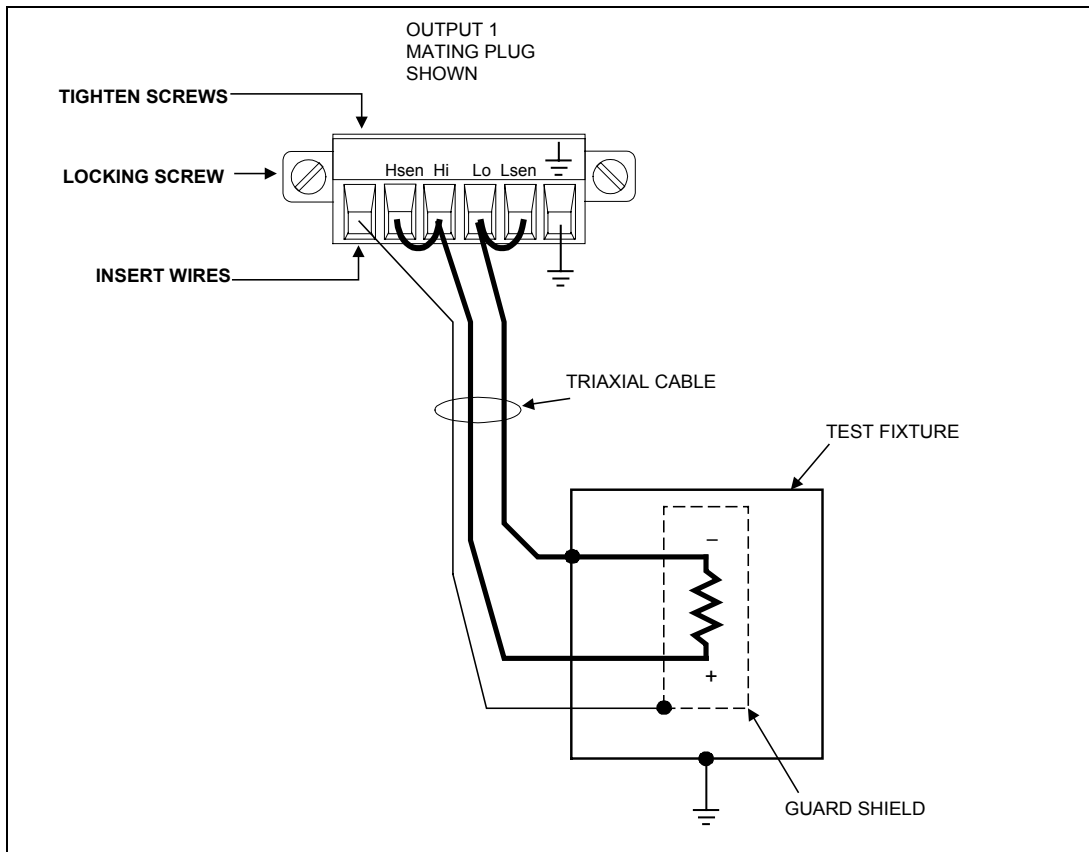 OUTPUT 1
MATING PLUG
SHOWN
TIGHTEN SCREWS
LOCKING SCREW
Hsen Hi Lo Lsen
INSERT WIRES
TRIAXIAL CABLE
TEST FIXTURE
–
+
GUARD SHIELD